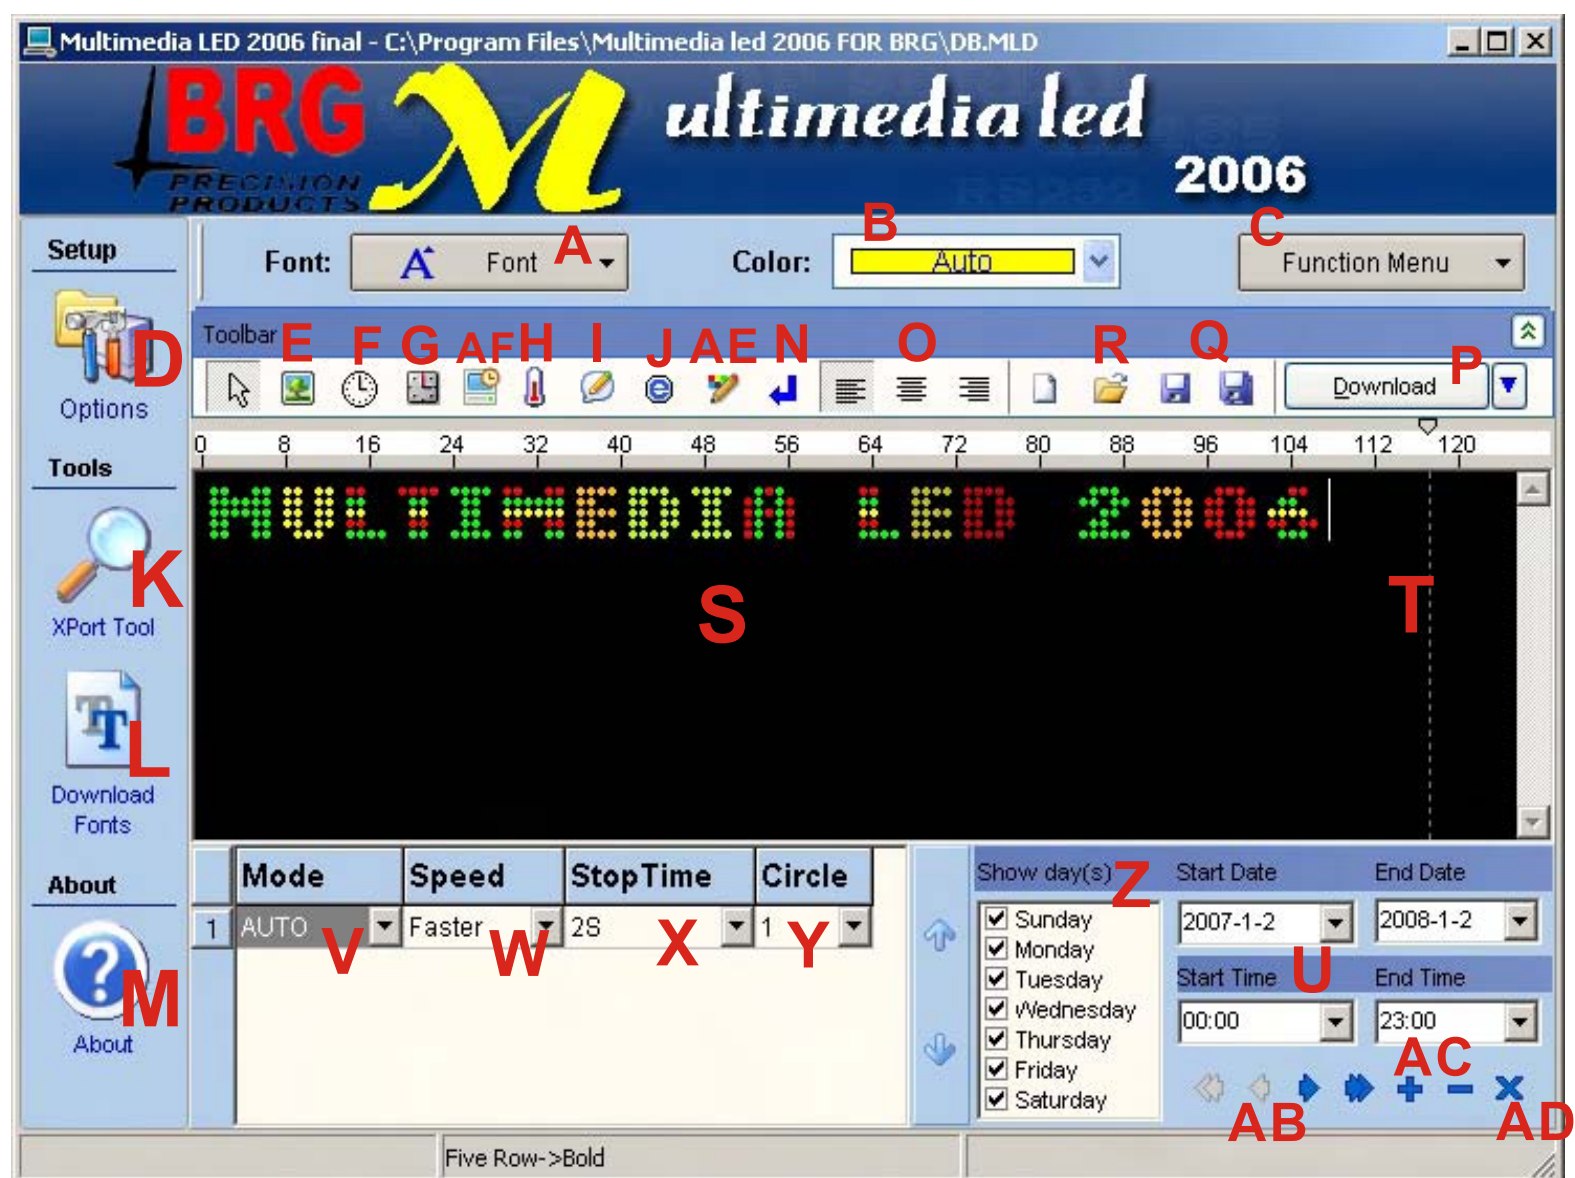 Multimedia LED 2006 final - C:\Program Files\Multimedia led 2006 FOR BRG\DB.MLD
BRG
PRECISION
PRODUCTS
Multimedia led
2006
Setup
Font:
Font
A
Color:
B
Auto
C
Function Menu
D
Options
Toolbar
E F G AF H I J AE N O R Q P
Download
0 8 16 24 32 40 48 56 64 72 80 88 96 104 112 120
MULTIMEDIA LED 2006
S
T
Tools
K
XPort Tool
L
Download
Fonts
About
M
About
Mode Speed StopTime Circle
1 AUTO Faster 2S 1
V W X Y
Show day(s) Z
Sunday
Monday
Tuesday
Wednesday
Thursday
Friday
Saturday
Start Date End Date
2007-1-2 2008-1-2
U
Start Time End Time
00:00 23:00
AC
AB
AD
Five Row->Bold